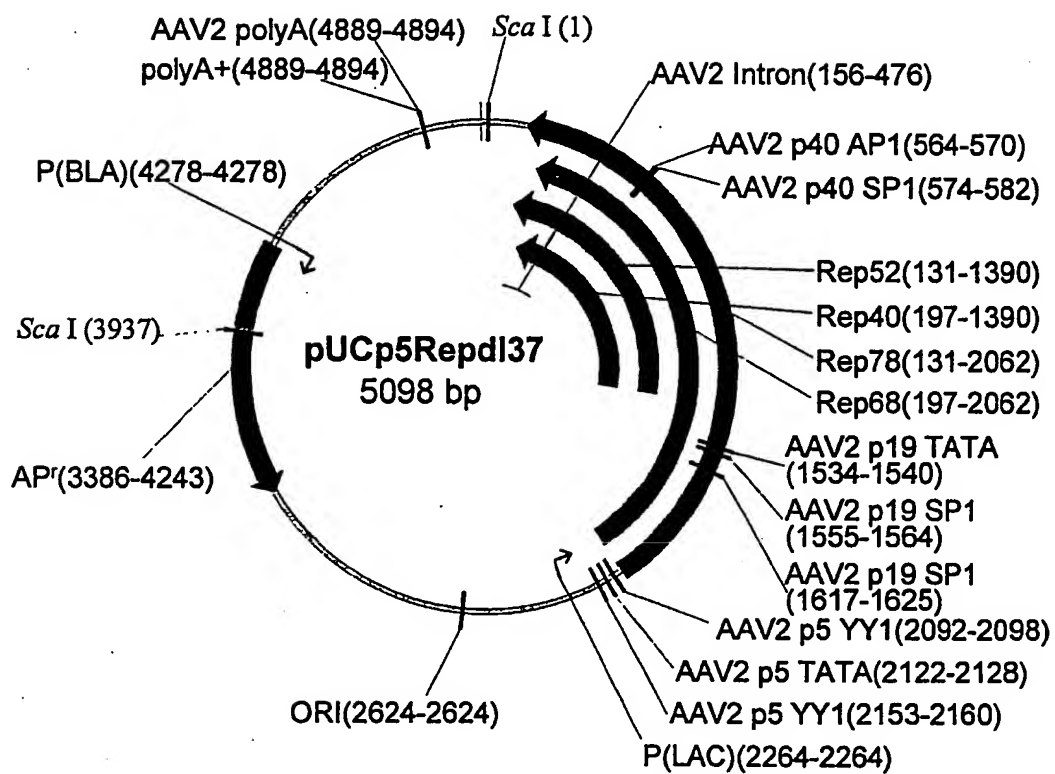 AAV2 polyA(4889-4894)
polyA+(4889-4894)
Sca I (1)
AAV2 Intron(156-476)
AAV2 p40 AP1(564-570)
AAV2 p40 SP1(574-582)
P(BLA)(4278-4278)
Rep52(131-1390)
Rep40(197-1390)
Rep78(131-2062)
Rep68(197-2062)
Sca I (3937)
pUCp5Repdl37
5098 bp
APr(3386-4243)
AAV2 p19 TATA
(1534-1540)
AAV2 p19 SP1
(1555-1564)
AAV2 p19 SP1
(1617-1625)
AAV2 p5 YY1(2092-2098)
AAV2 p5 TATA(2122-2128)
AAV2 p5 YY1(2153-2160)
P(LAC)(2264-2264)
ORI(2624-2624)